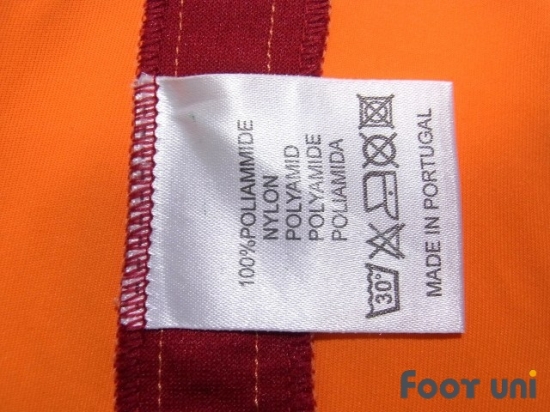 100%POLIAMMIDE
NYLON
POLYAMID
POLYAMIDE
POLIAMIDA
30°
MADE IN PORTUGAL
FOOT uni